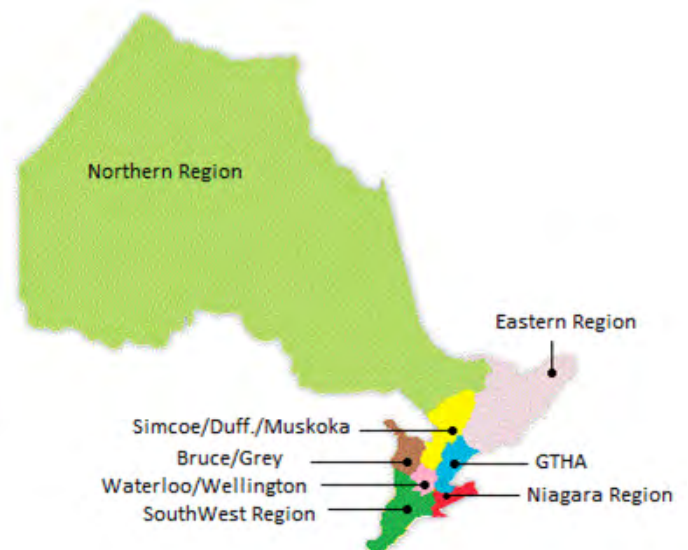 Northern Region
Eastern Region
Simcoe/Duff./Muskoka
Bruce/Grey
GTHA
Waterloo/Wellington
Niagara Region
SouthWest Region